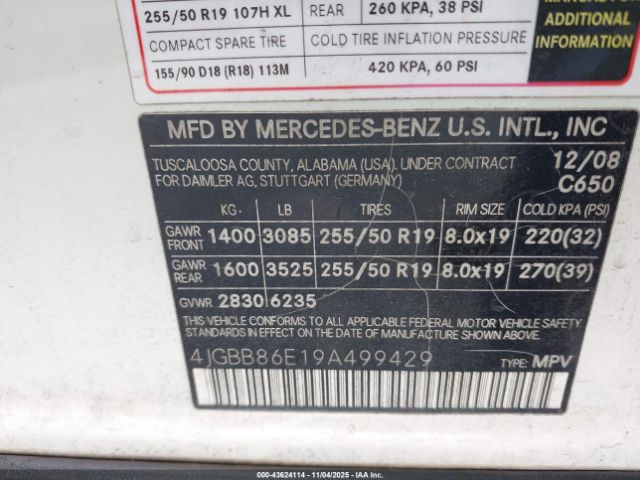 255/50 R19 107H XL REAR 260 KPA, 38 PSI
MANUAL FOR
ADDITIONAL
INFORMATION
COMPACT SPARE TIRE COLD TIRE INFLATION PRESSURE
155/90 D18 (R18) 113M 420 KPA, 60 PSI
MFD BY MERCEDES-BENZ U.S. INTL., INC
TUSCALOOSA COUNTY, ALABAMA (USA). UNDER CONTRACT 12/08
FOR DAIMLER AG, STUTTGART (GERMANY) C650
KG LB TIRES RIM SIZE COLD KPA (PSI)
GAWR FRONT 1400 3085 255/50 R19 8.0x19 220(32)
GAWR REAR 1600 3525 255/50 R19 8.0x19 270(39)
GVWR 2830 6235
THIS VEHICLE CONFORMS TO ALL APPLICABLE FEDERAL MOTOR VEHICLE
SAFETY STANDARDS IN EFFECT ON THE DATE OF MANUFACTURE SHOWN ABOVE.
4JGBB86E19A499429 TYPE: MPV
000-43624114 - 11/04/2025 - IAAI.COM